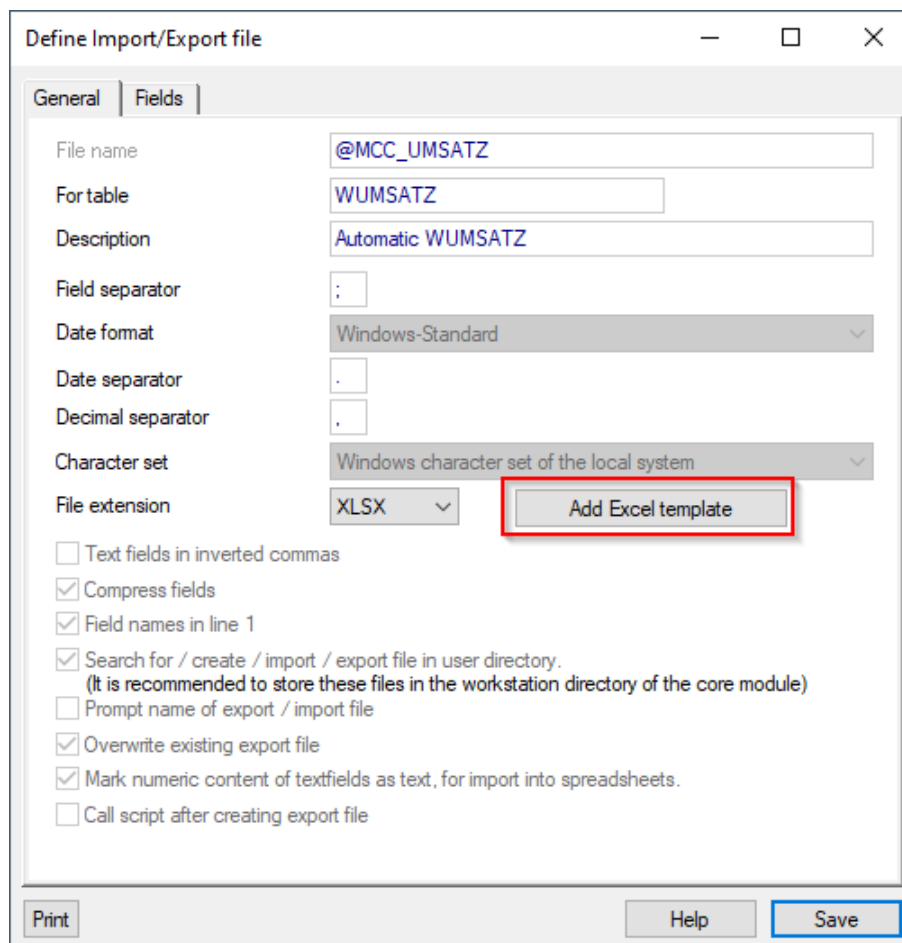 Define Import/Export file
General Fields
File name @MCC_UMSATZ
For table WUMSATZ
Description Automatic WUMSATZ
Field separator ;
Date format Windows-Standard
Date separator .
Decimal separator ,
Character set Windows character set of the local system
File extension XLSX Add Excel template
Text fields in inverted commas
Compress fields
Field names in line 1
Search for / create / import / export file in user directory.
(It is recommended to store these files in the workstation directory of the core module)
Prompt name of export / import file
Overwrite existing export file
Mark numeric content of textfields as text, for import into spreadsheets.
Call script after creating export file
Print Help Save